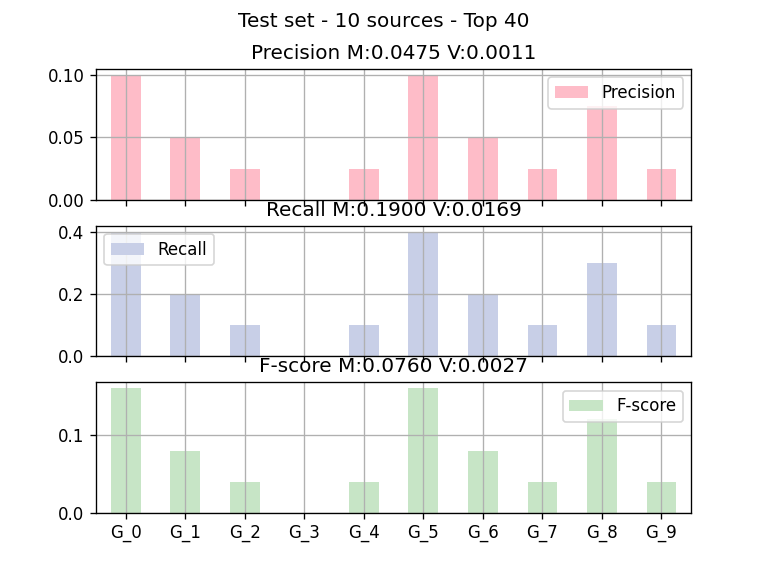 Test set - 10 sources - Top 40
Precision M:0.0475 V:0.0011
0.10
0.05
0.00
Precision
Recall M:0.1900 V:0.0169
0.4
0.2
0.0
Recall
F-score M:0.0760 V:0.0027
0.1
0.0
F-score
G_0 G_1 G_2 G_3 G_4 G_5 G_6 G_7 G_8 G_9